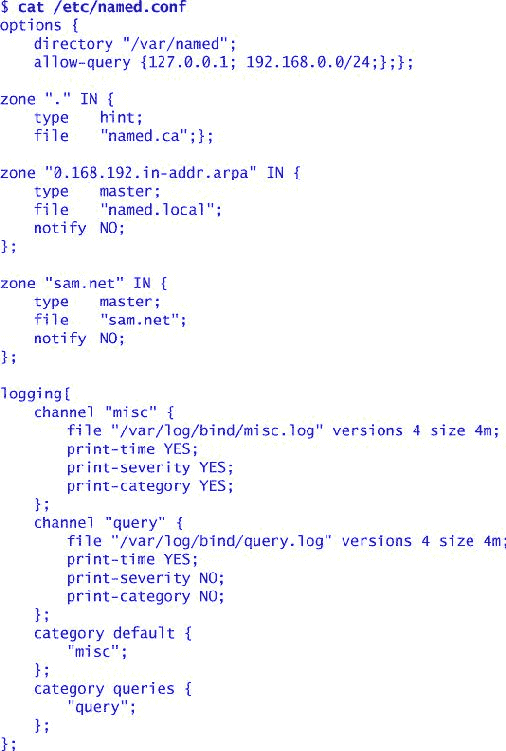 $ cat /etc/named.conf
options {
    directory "/var/named";
    allow-query {127.0.0.1; 192.168.0.0/24;};};

zone "." IN {
    type   hint;
    file   "named.ca";};

zone "0.168.192.in-addr.arpa" IN {
    type   master;
    file   "named.local";
    notify NO;
};

zone "sam.net" IN {
    type   master;
    file   "sam.net";
    notify NO;
};

logging{
    channel "misc" {
        file "/var/log/bind/misc.log" versions 4 size 4m;
        print-time YES;
        print-severity YES;
        print-category YES;
    };
    channel "query" {
        file "/var/log/bind/query.log" versions 4 size 4m;
        print-time YES;
        print-severity NO;
        print-category NO;
    };
    category default {
        "misc";
    };
    category queries {
        "query";
    };
};